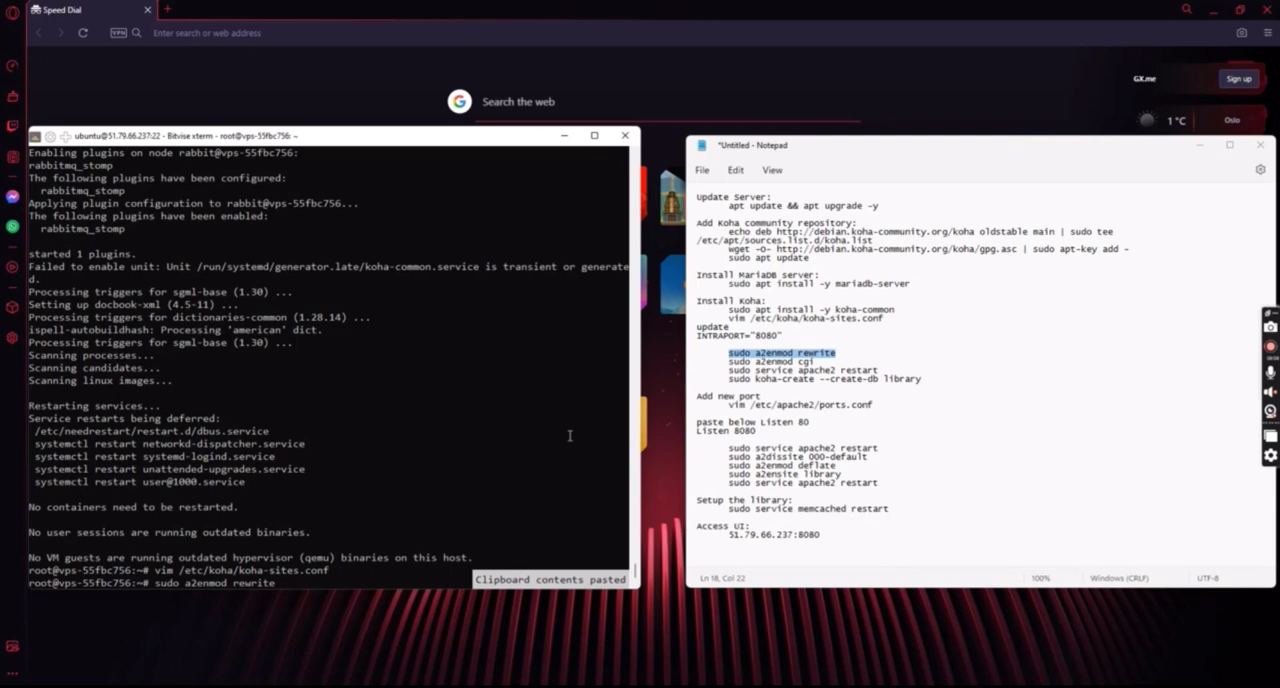 Speed Dial
VPN
Enter search or web address
GX.me
Sign up
Search the web
1 °C
Oslo
ubuntu@51.79.66.237:22 - Bitvise xterm - root@vps-55fbc756: ~
Enabling plugins on node rabbit@vps-55fbc756:
rabbitmq_stomp
The following plugins have been configured:
rabbitmq_stomp
Applying plugin configuration to rabbit@vps-55fbc756...
The following plugins have been enabled:
rabbitmq_stomp
started 1 plugins.
Failed to enable unit: Unit /run/systemd/generator.late/koha-common.service is transient or generate
d.
Processing triggers for sgml-base (1.30) ...
Setting up docbook-xml (4.5-11) ...
Processing triggers for dictionaries-common (1.28.14) ...
ispell-autobuildhash: Processing 'american' dict.
Processing triggers for sgml-base (1.30) ...
Scanning processes...
Scanning candidates...
Scanning linux images...
Restarting services...
Service restarts being deferred:
/etc/needrestart/restart.d/dbus.service
systemctl restart networkd-dispatcher.service
systemctl restart systemd-logind.service
systemctl restart unattended-upgrades.service
systemctl restart user@1000.service
No containers need to be restarted.
No user sessions are running outdated binaries.
No VM guests are running outdated hypervisor (qemu) binaries on this host.
root@vps-55fbc756:~# vim /etc/koha/koha-sites.conf
root@vps-55fbc756:~# sudo a2enmod rewrite
Clipboard contents pasted
*Untitled - Notepad
File Edit View
Update Server:
apt update && apt upgrade -y
Add Koha community repository:
echo deb http://debian.koha-community.org/koha oldstable main | sudo tee
/etc/apt/sources.list.d/koha.list
wget -O- http://debian.koha-community.org/koha/gpg.asc | sudo apt-key add -
sudo apt update
Install MariaDB server:
sudo apt install -y mariadb-server
Install Koha:
sudo apt install -y koha-common
vim /etc/koha/koha-sites.conf
update
INTRAPORT="8080"
sudo a2enmod rewrite
sudo a2enmod cgi
sudo service apache2 restart
sudo koha-create --create-db library
Add new port
vim /etc/apache2/ports.conf
paste below Listen 80
Listen 8080
sudo service apache2 restart
sudo a2dissite 000-default
sudo a2enmod deflate
sudo a2ensite library
sudo service apache2 restart
Setup the library:
sudo service memcached restart
Access UI:
51.79.66.237:8080
Ln 18, Col 22
100%
Windows (CRLF)
UTF-8